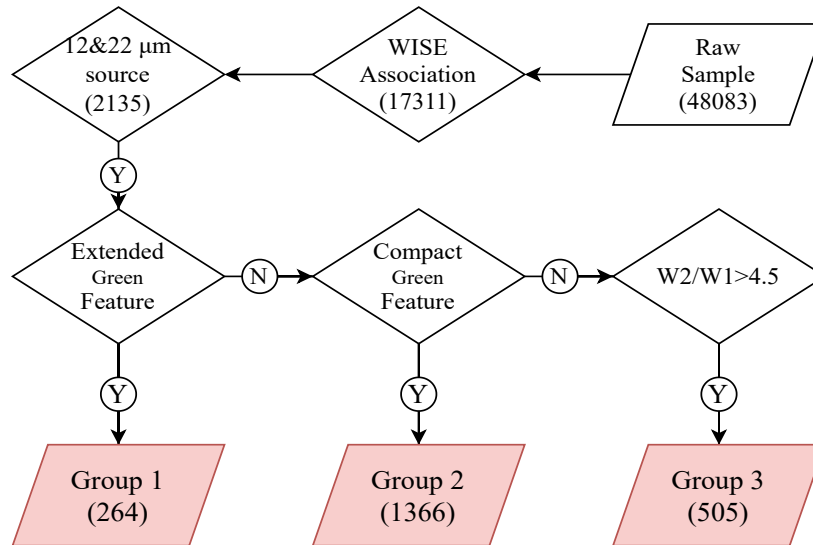 12&22 μm
source
(2135)
WISE
Association
(17311)
Raw
Sample
(48083)
Y
Extended
Green
Feature
N
Compact
Green
Feature
N
W2/W1>4.5
Y
Y
Y
Group 1
(264)
Group 2
(1366)
Group 3
(505)